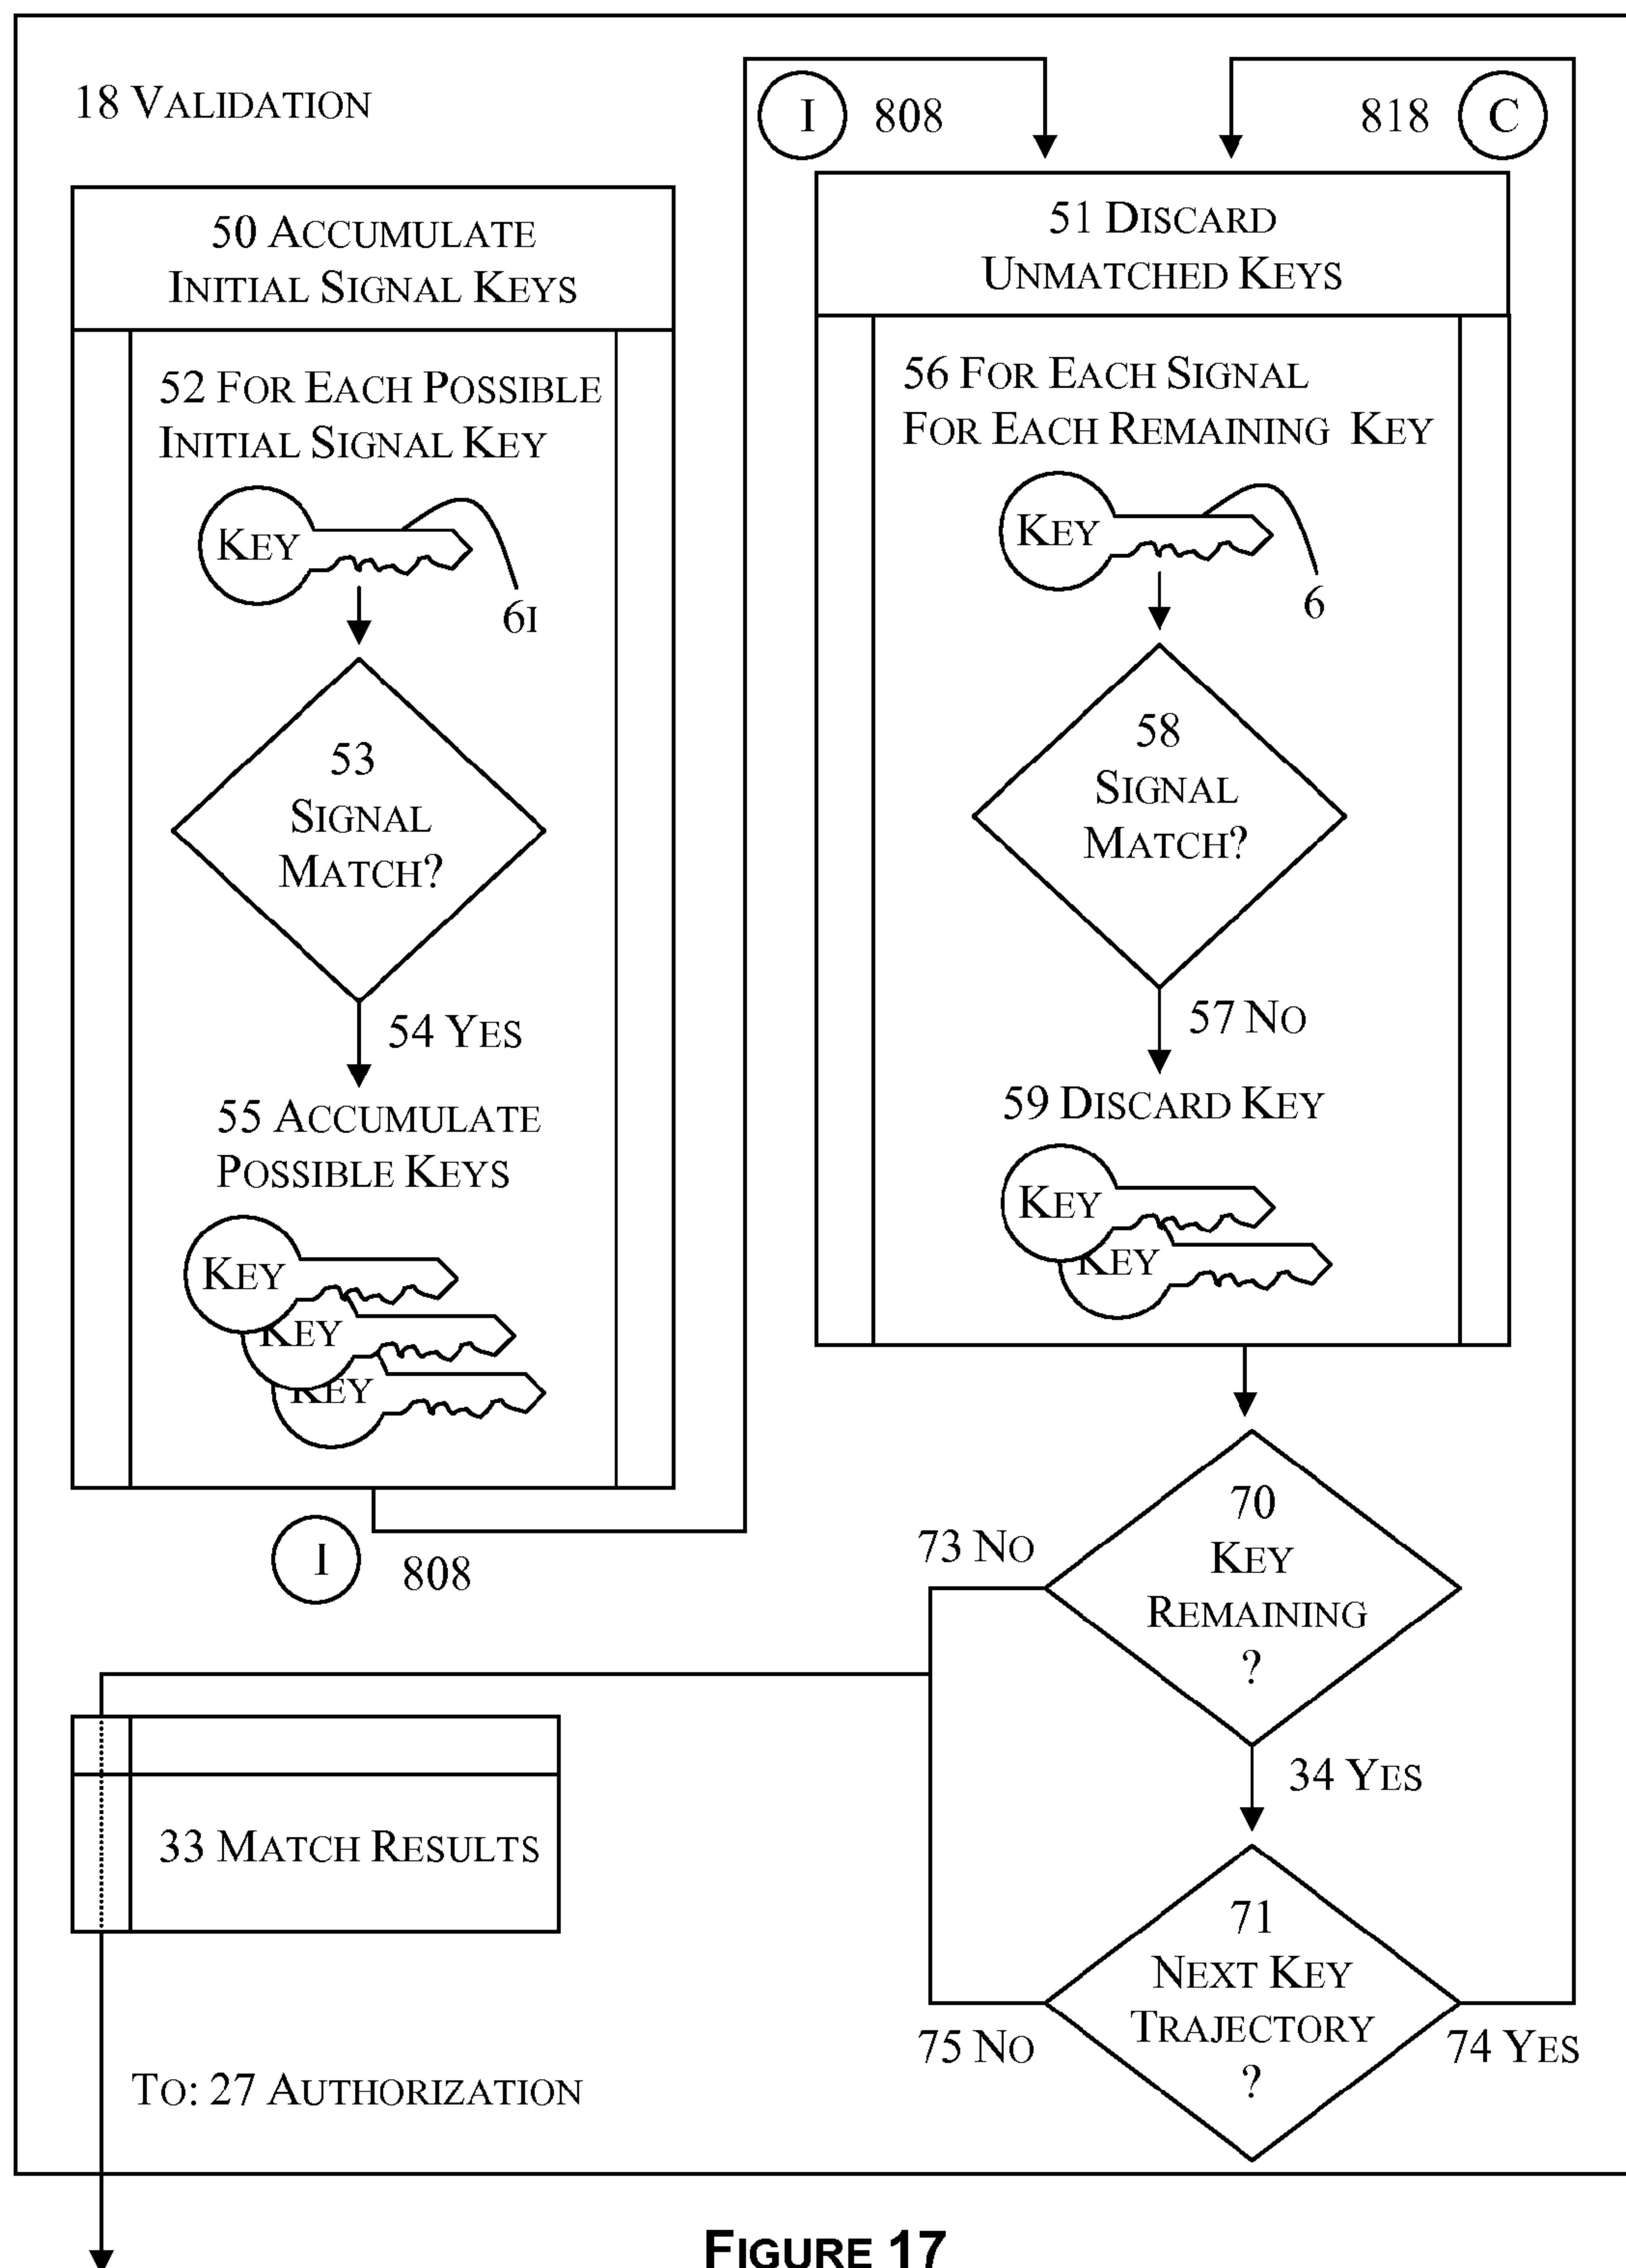 18 VALIDATION
50 ACCUMULATE
INITIAL SIGNAL KEYS
52 FOR EACH POSSIBLE
INITIAL SIGNAL KEY
KEY
6I
53
SIGNAL
MATCH?
54 YES
55 ACCUMULATE
POSSIBLE KEYS
KEY
KEY
KEY
I
808
I
808
818
C
51 DISCARD
UNMATCHED KEYS
56 FOR EACH SIGNAL
FOR EACH REMAINING KEY
KEY
6
58
SIGNAL
MATCH?
57 NO
59 DISCARD KEY
KEY
KEY
70
KEY
REMAINING
?
73 NO
34 YES
71
NEXT KEY
TRAJECTORY
?
75 NO
74 YES
33 MATCH RESULTS
TO: 27 AUTHORIZATION
FIGURE 17